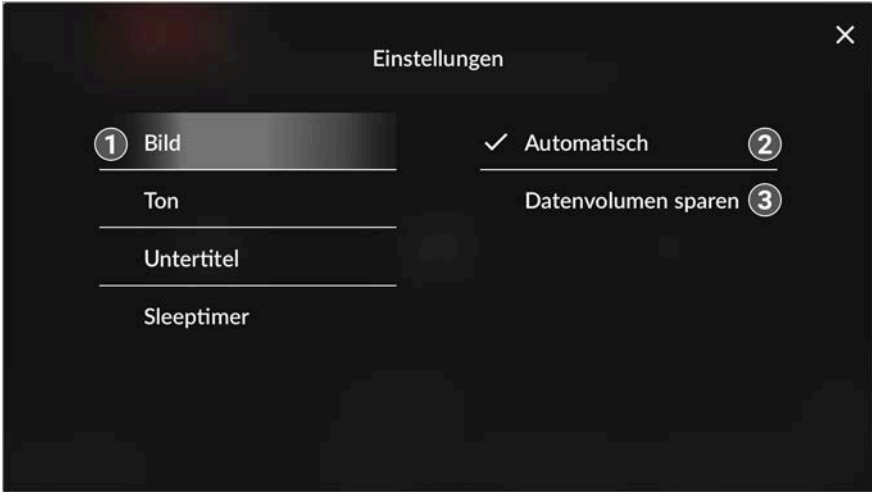 Einstellungen
1 Bild
✓ Automatisch 2
Ton
Datenvolumen sparen 3
Untertitel
Sleeptimer